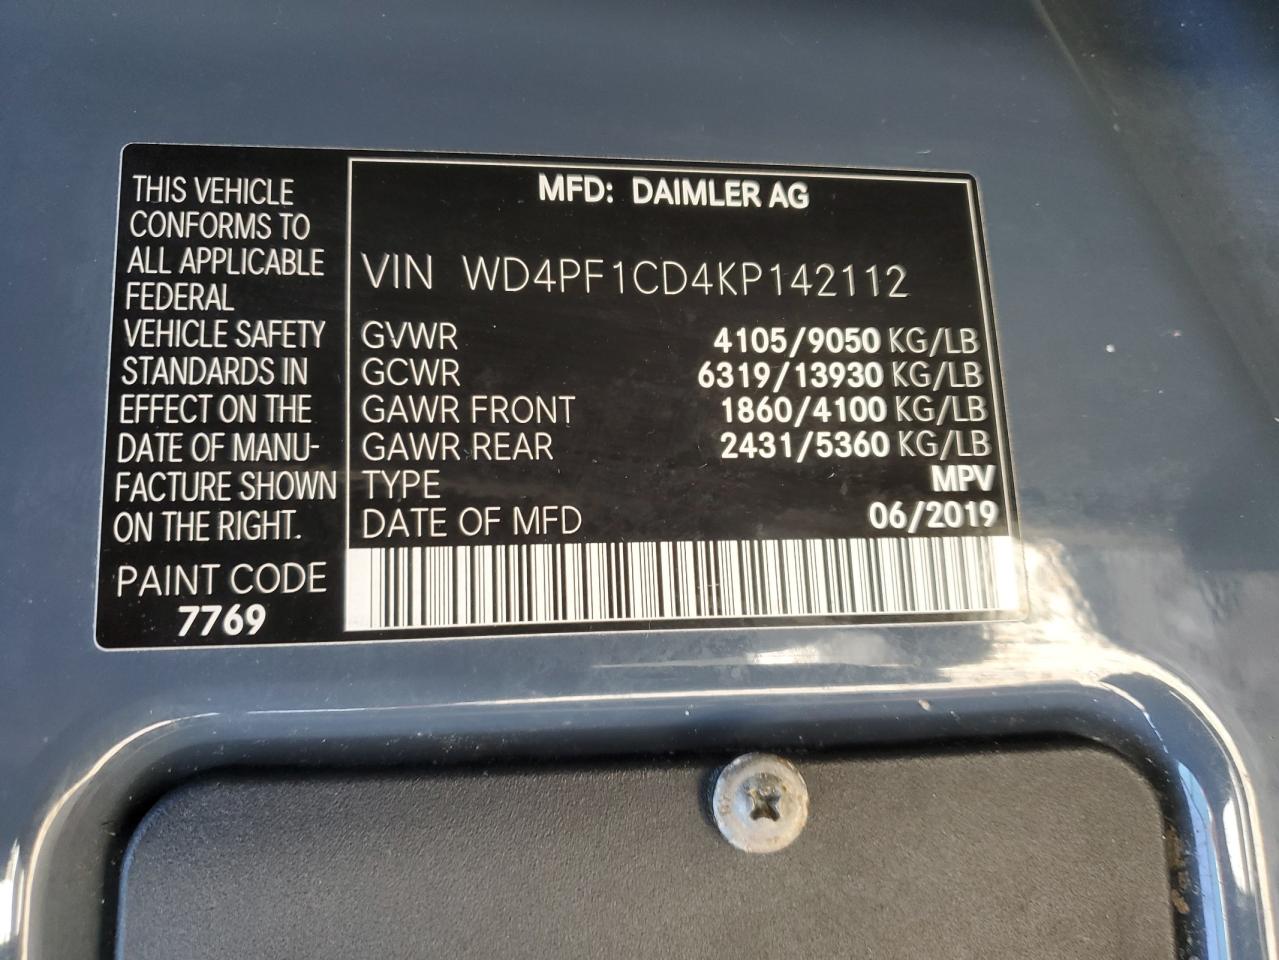 THIS VEHICLE
CONFORMS TO
ALL APPLICABLE
FEDERAL
VEHICLE SAFETY
STANDARDS IN
EFFECT ON THE
DATE OF MANU-
FACTURE SHOWN
ON THE RIGHT.
PAINT CODE
7769
MFD: DAIMLER AG
VIN WD4PF1CD4KP142112
GVWR 4105/9050 KG/LB
GCWR 6319/13930 KG/LB
GAWR FRONT 1860/4100 KG/LB
GAWR REAR 2431/5360 KG/LB
TYPE MPV
DATE OF MFD 06/2019